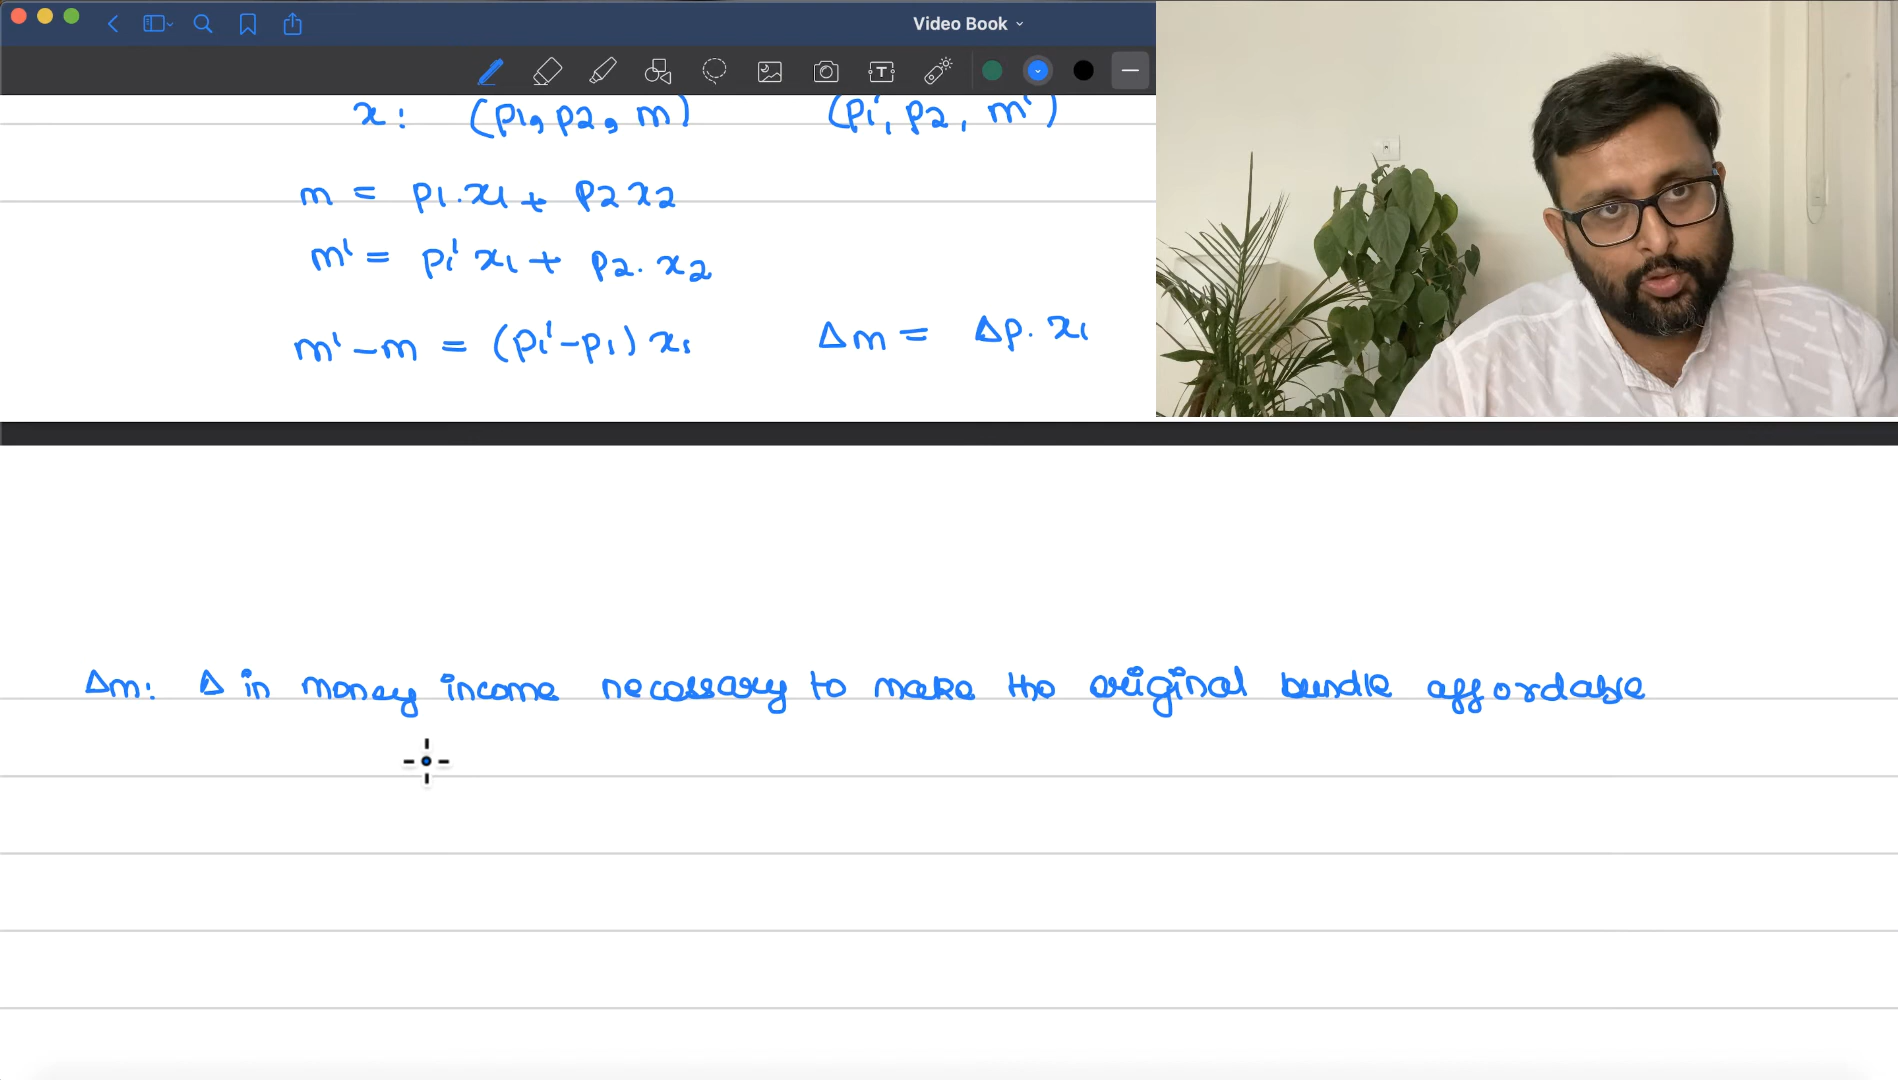 Video Book
x: (p1, p2, m) (p1', p2, m')
m = p1.x1 + p2x2
m' = p1'x1 + p2.x2
m'-m = (p1'-p1)x1 Δm = Δp.x1
Δm: Δ in money income necessary to make the original bundle affordable